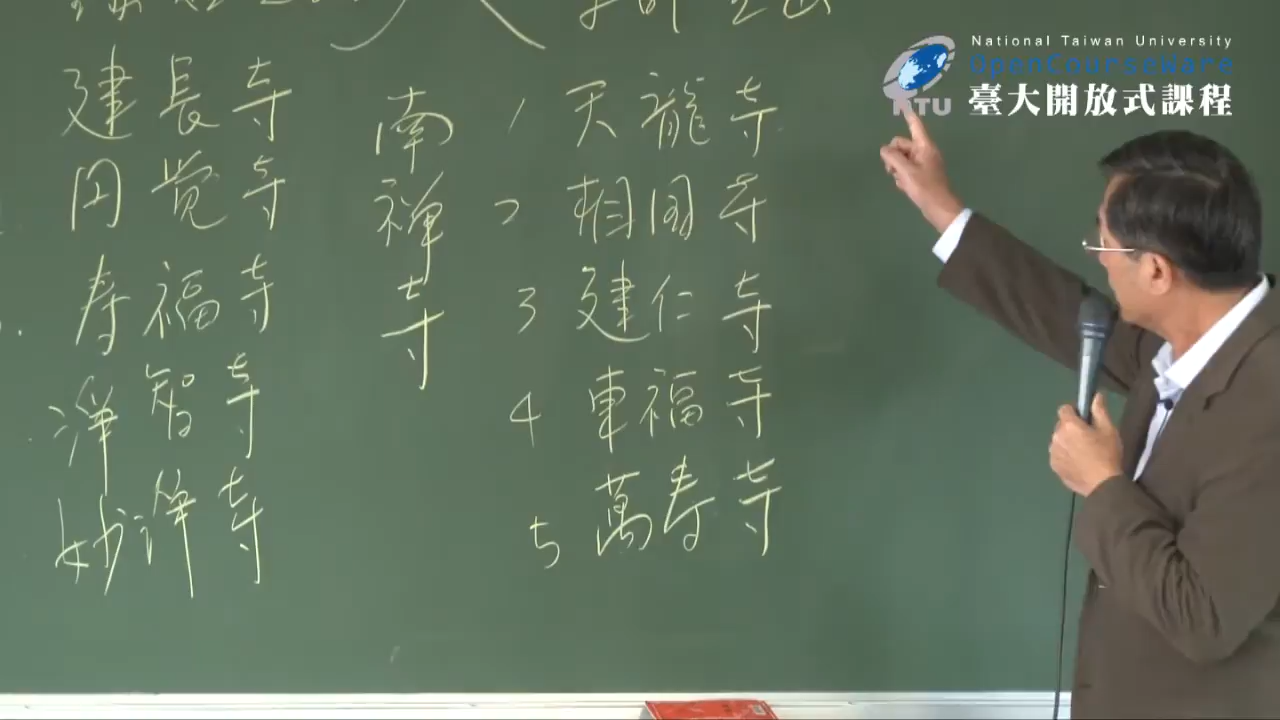 National Taiwan University
OpenCourseWare
NTU 臺大開放式課程
建長寺
円覚寺
寿福寺
浄智寺
妙 寺
南禅寺
1 天龍寺
2 相国寺
3 建仁寺
4 東福寺
5 萬寿寺